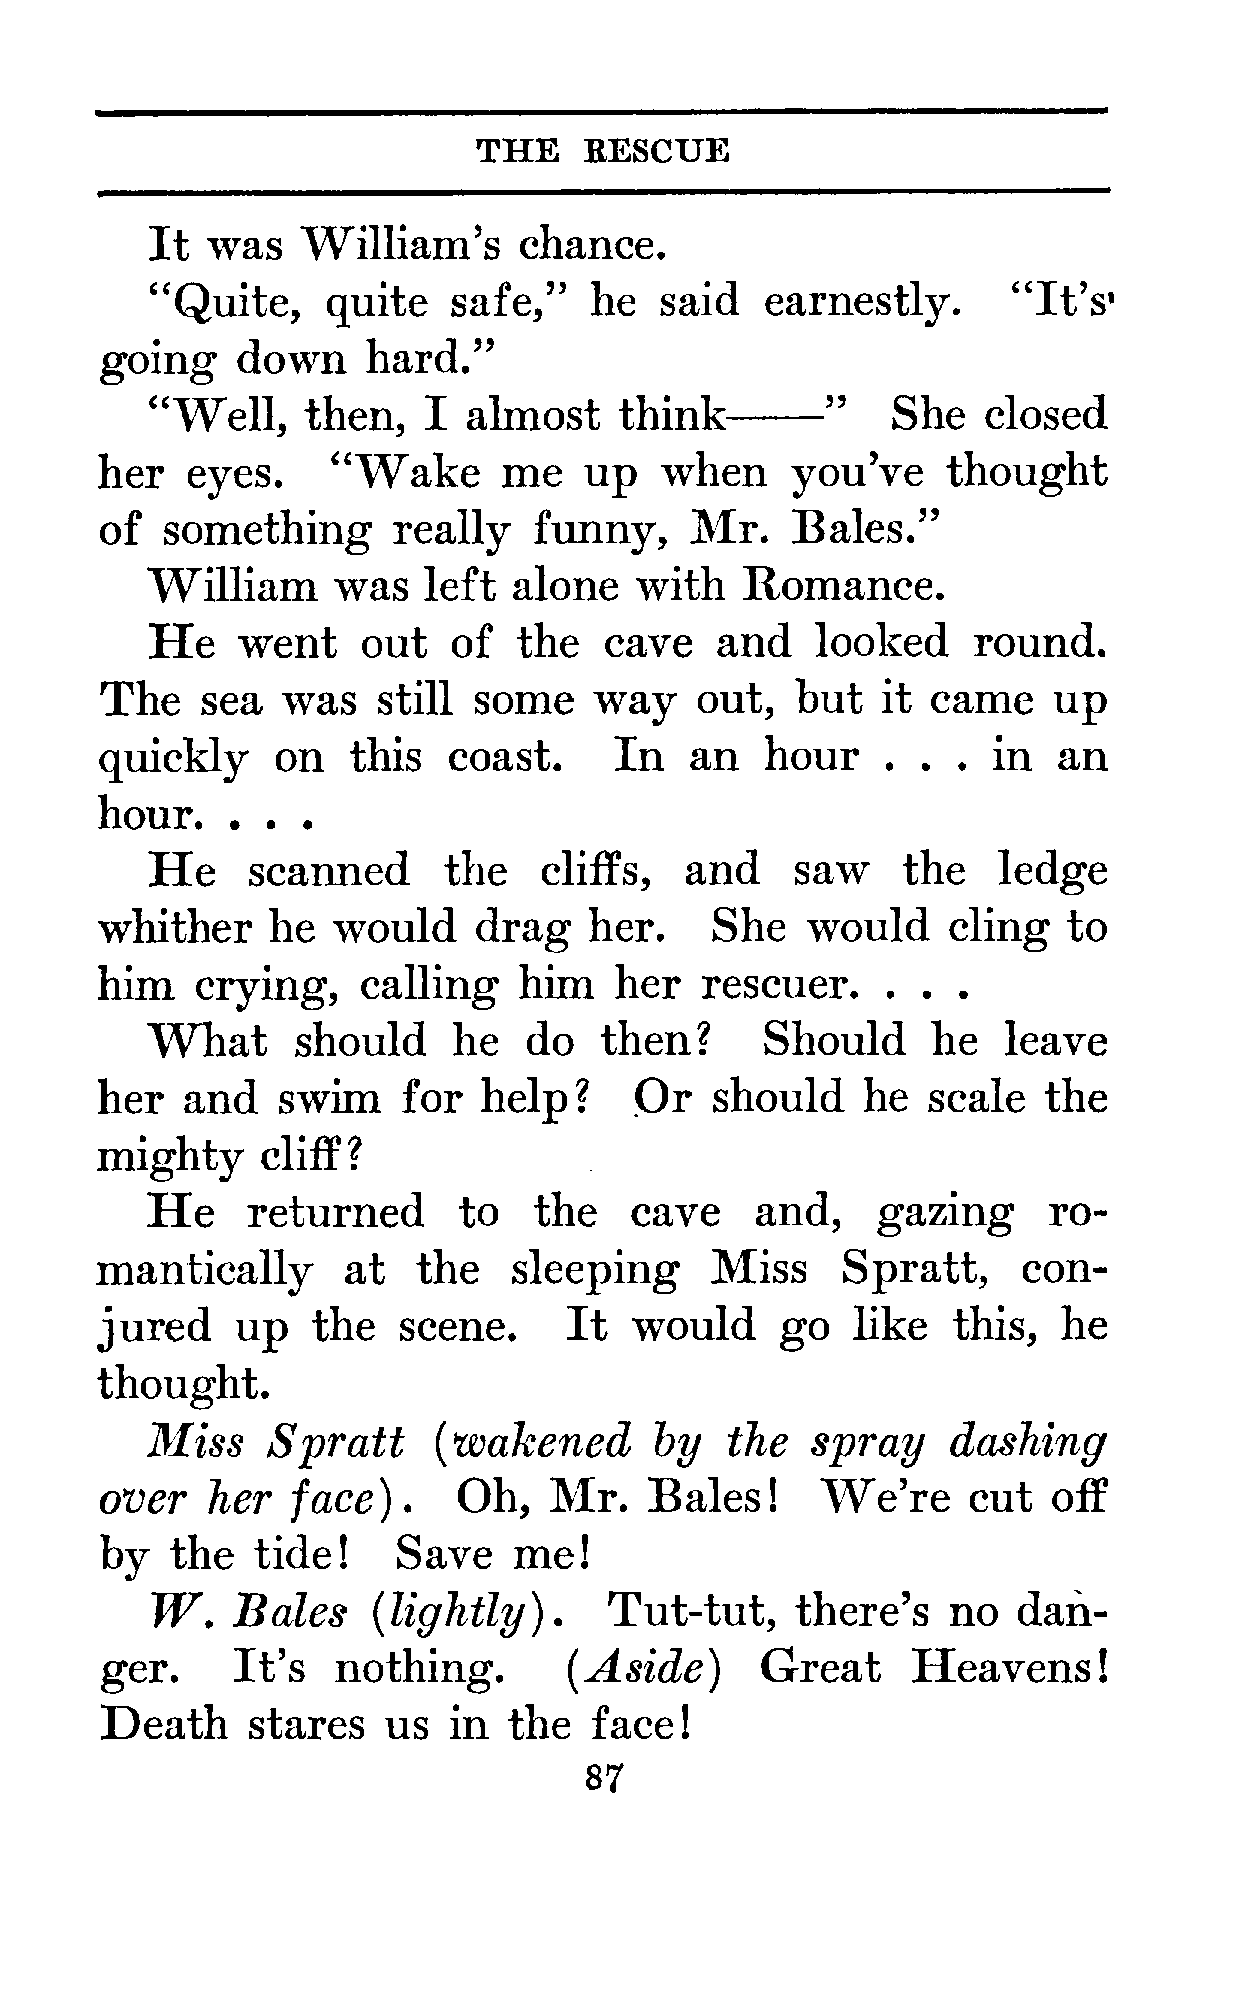 THE RESCUE
It was William's chance.
“Quite, quite safe,” he said earnestly. “It's
going down hard.”
“Well, then, I almost think——” She closed
her eyes. “Wake me up when you've thought
of something really funny, Mr. Bales.”
William was left alone with Romance.
He went out of the cave and looked round.
The sea was still some way out, but it came up
quickly on this coast. In an hour . . . in an
hour. . . .
He scanned the cliffs, and saw the ledge
whither he would drag her. She would cling to
him crying, calling him her rescuer. . . .
What should he do then? Should he leave
her and swim for help? Or should he scale the
mighty cliff?
He returned to the cave and, gazing ro-
mantically at the sleeping Miss Spratt, con-
jured up the scene. It would go like this, he
thought.
Miss Spratt (wakened by the spray dashing
over her face). Oh, Mr. Bales! We're cut off
by the tide! Save me!
W. Bales (lightly). Tut-tut, there's no dan-
ger. It's nothing. (Aside) Great Heavens!
Death stares us in the face!
87